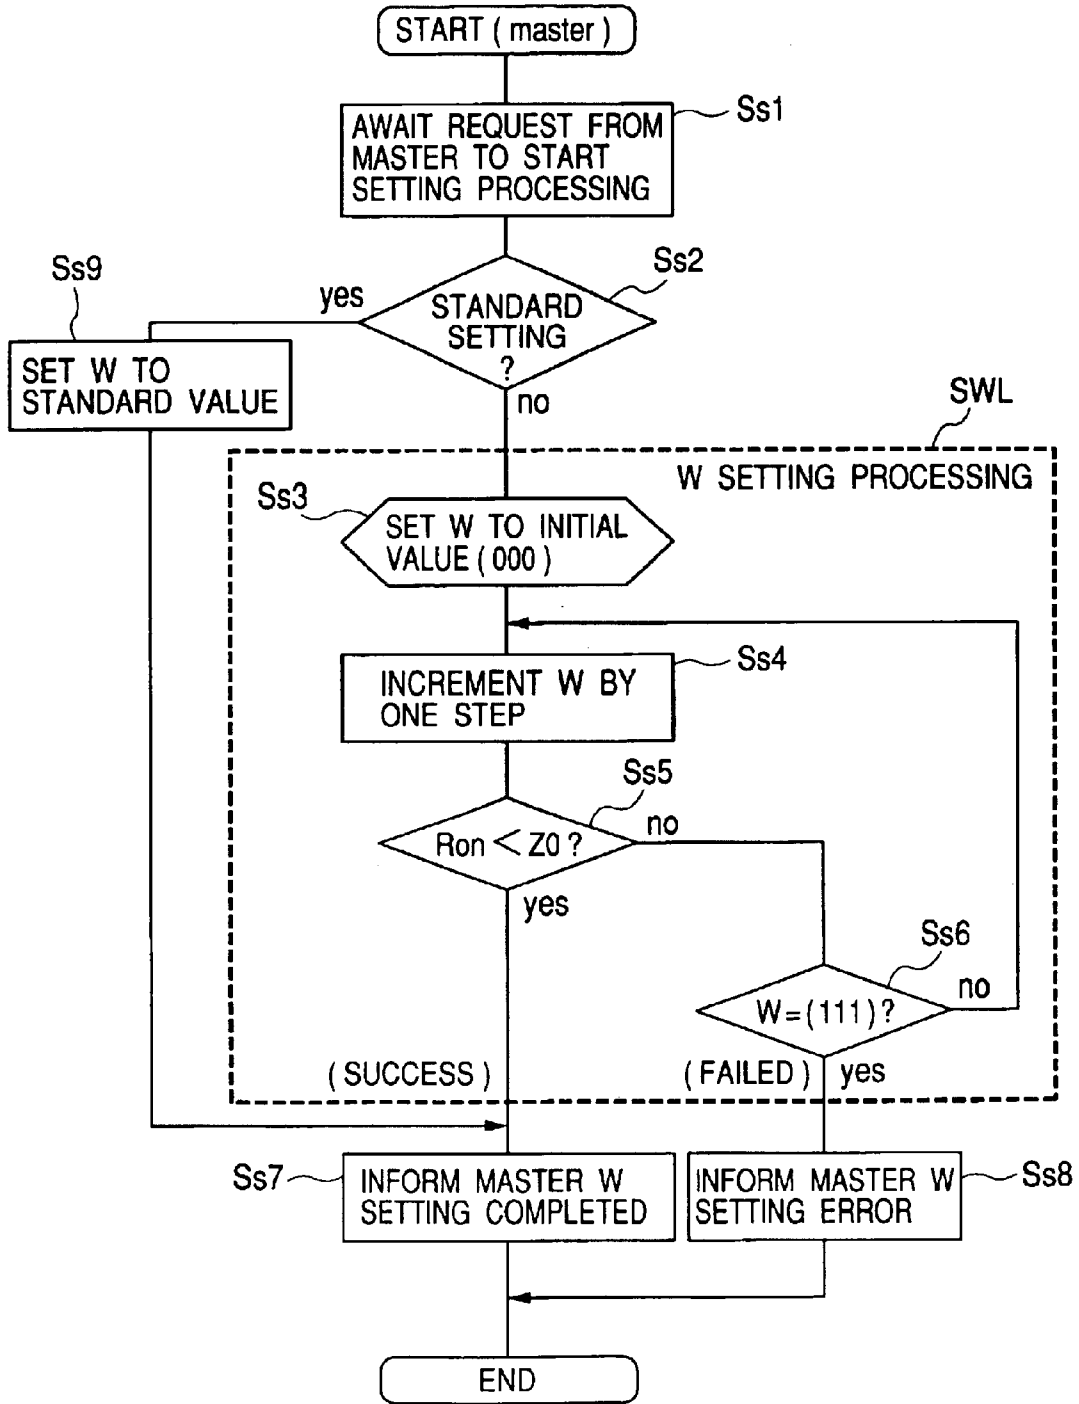 START ( master )
Ss1
AWAIT REQUEST FROM
MASTER TO START
SETTING PROCESSING
Ss9
Ss2
yes
STANDARD
SETTING
?
SET W TO
STANDARD VALUE
no
SWL
W SETTING PROCESSING
Ss3
SET W TO INITIAL
VALUE ( 000 )
Ss4
INCREMENT W BY
ONE STEP
Ss5
Ron < Z0 ?
no
yes
Ss6
W = ( 111 ) ?
no
( SUCCESS )
( FAILED )
yes
Ss7
INFORM MASTER W
SETTING COMPLETED
INFORM MASTER W
SETTING ERROR
Ss8
END